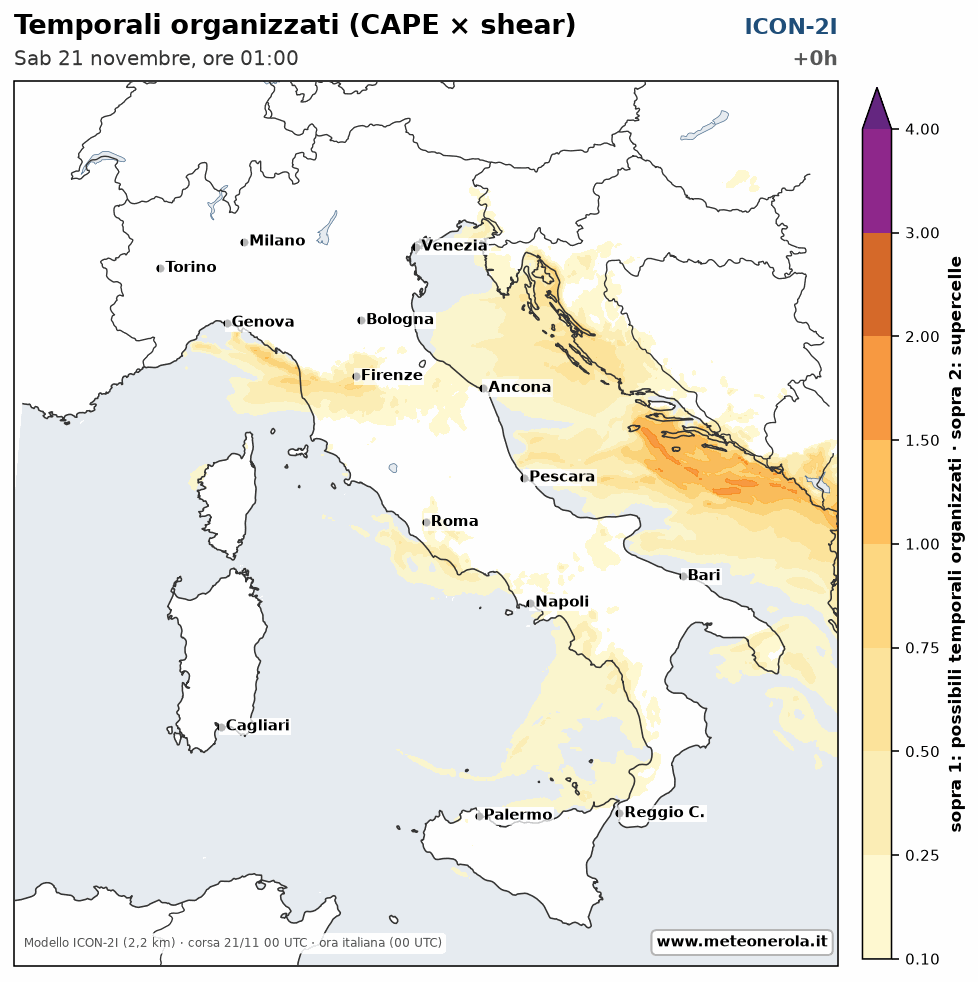 Temporali organizzati (CAPE × shear)
ICON-2I
Sab 21 novembre, ore 01:00
+0h
Milano
Venezia
Torino
Genova
Bologna
Firenze
Ancona
Pescara
Roma
Bari
Napoli
Cagliari
Palermo
Reggio C.
Modello ICON-2I (2,2 km) · corsa 21/11 00 UTC · ora italiana (00 UTC)
www.meteonerola.it
4.00
3.00
2.00
1.50
1.00
0.75
0.50
0.25
0.10
sopra 1: possibili temporali organizzati · sopra 2: supercelle